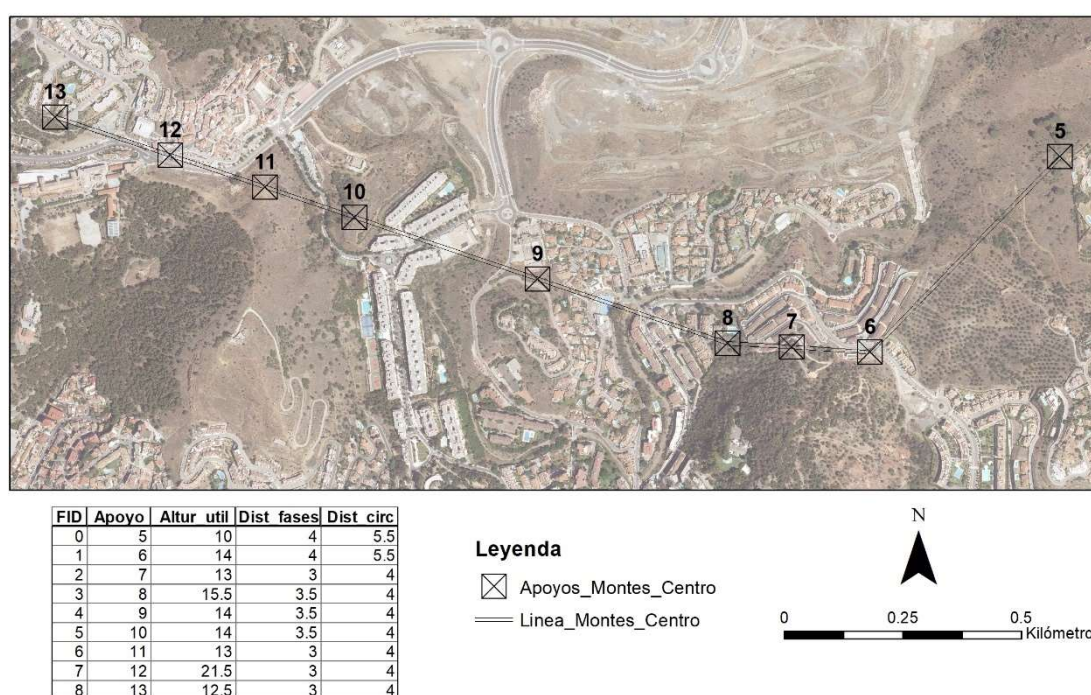 13
12
5
11
10
9
8
7
6
FID Apoyo Altur_util Dist_fases Dist_circ
0 5 10 4 5.5
1 6 14 4 5.5
2 7 13 3 4
3 8 15.5 3.5 4
4 9 14 3.5 4
5 10 14 3.5 4
6 11 13 3 4
7 12 21.5 3 4
8 13 12.5 3 4
Leyenda
Apoyos_Montes_Centro
Linea_Montes_Centro
N
0 0.25 0.5
Kilómetro